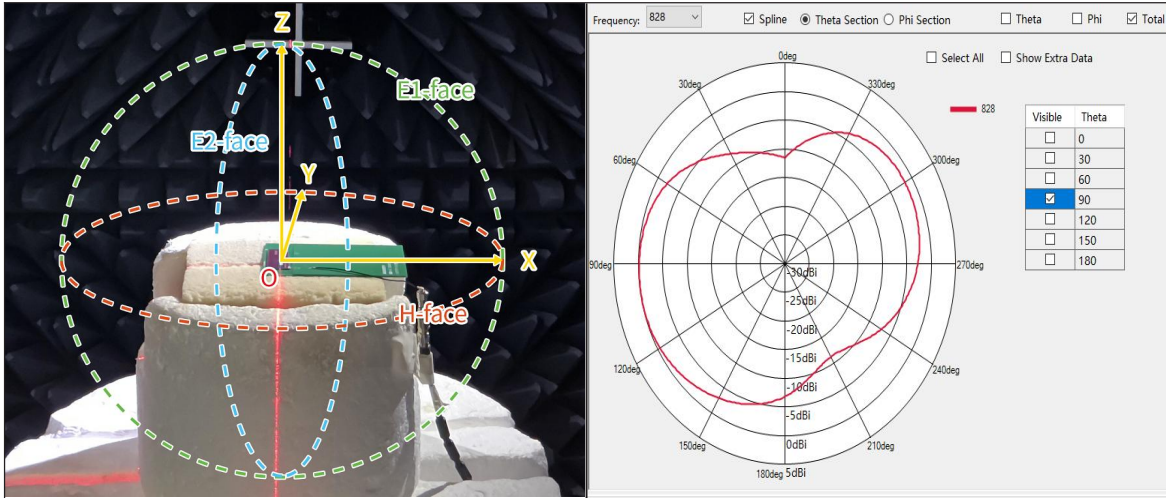 Z
E1-face
E2-face
Y
X
O
H-face
Frequency: 828 Spline Theta Section Phi Section Theta Phi Total
Select All Show Extra Data
0deg
30deg
330deg
828
60deg
300deg
90deg
270deg
120deg
240deg
150deg
210deg
180deg
-30dBi
-25dBi
-20dBi
-15dBi
-10dBi
-5dBi
0dBi
5dBi
Visible Theta
0
30
60
90
120
150
180